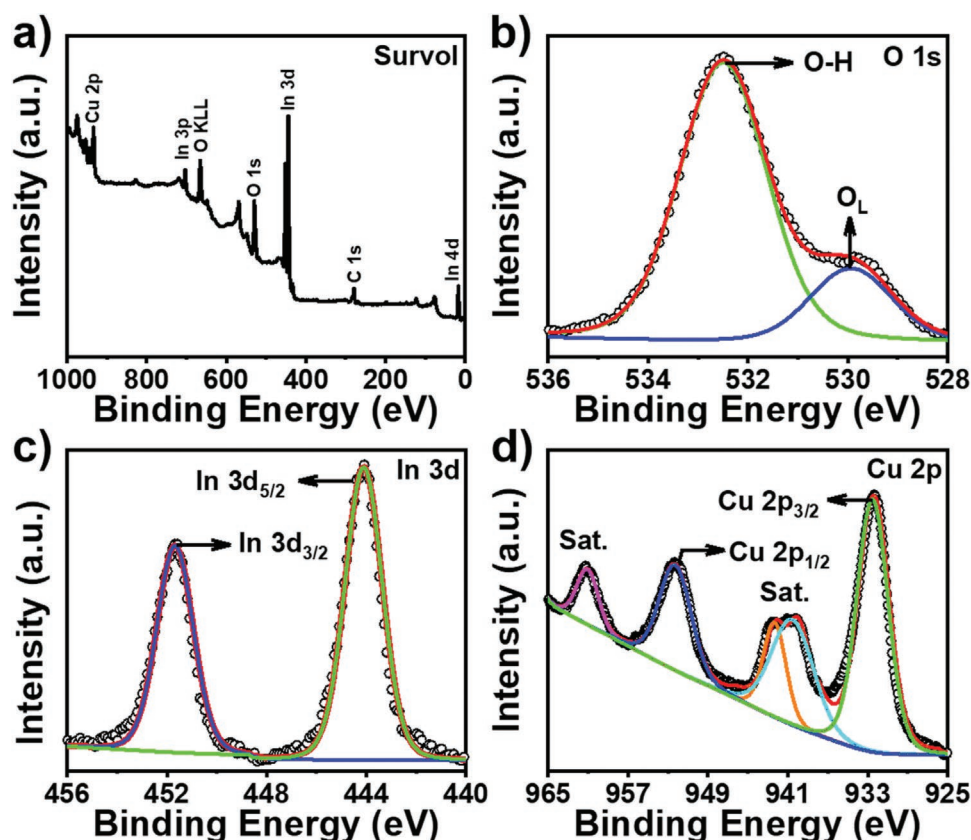 a)
Survol
Intensity (a.u.)
Cu 2p
In 3p
O KLL
O 1s
In 3d
C 1s
In 4d
1000 800 600 400 200 0
Binding Energy (eV)
b)
O 1s
Intensity (a.u.)
O-H
O_L
536 534 532 530 528
Binding Energy (eV)
c)
In 3d
Intensity (a.u.)
In 3d5/2
In 3d3/2
456 452 448 444 440
Binding Energy (eV)
d)
Cu 2p
Intensity (a.u.)
Cu 2p3/2
Sat.
Cu 2p1/2
Sat.
965 957 949 941 933 925
Binding Energy (eV)